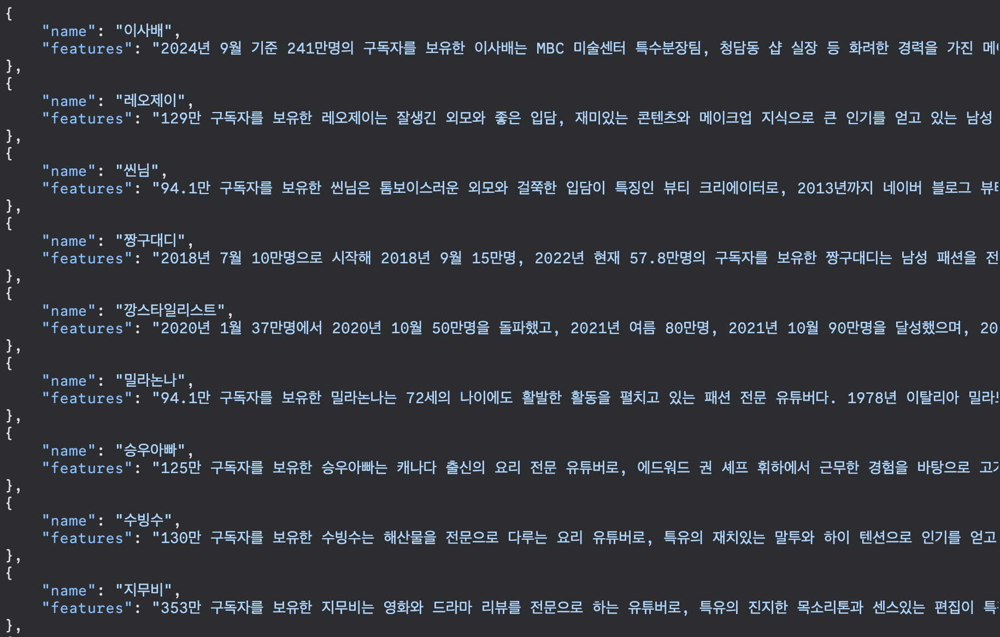 {
"name": "이사배",
"features": "2024년 9월 기준 241만명의 구독자를 보유한 이사배는 MBC 미술센터 특수분장팀, 청담동 샵 실장 등 화려한 경력을 가진
},
{
"name": "레오제이",
"features": "129만 구독자를 보유한 레오제이는 잘생긴 외모와 좋은 입담, 재미있는 콘텐츠와 메이크업 지식으로 큰 인기를 얻고 있는 남성
},
{
"name": "씬님",
"features": "94.1만 구독자를 보유한 씬님은 톰보이스러운 외모와 걸쭉한 입담이 특징인 뷰티 크리에이터로, 2013년까지 네이버 블로그
},
{
"name": "짱구대디",
"features": "2018년 7월 10만명으로 시작해 2018년 9월 15만명, 2022년 현재 57.8만명의 구독자를 보유한 짱구대디는 남성 패션을
},
{
"name": "깡스타일리스트",
"features": "2020년 1월 37만명에서 2020년 10월 50만명을 돌파했고, 2021년 여름 80만명, 2021년 10월 90만명을 달성했으며, 20
},
{
"name": "밀라논나",
"features": "94.1만 구독자를 보유한 밀라논나는 72세의 나이에도 활발한 활동을 펼치고 있는 패션 전문 유튜버다. 1978년 이탈리아
},
{
"name": "승우아빠",
"features": "125만 구독자를 보유한 승우아빠는 캐나다 출신의 요리 전문 유튜버로, 에드워드 권 셰프 휘하에서 근무한 경험을 바탕으로
},
{
"name": "수빙수",
"features": "130만 구독자를 보유한 수빙수는 해산물을 전문으로 다루는 요리 유튜버로, 특유의 재치있는 말투와 하이 텐션으로 인기를 얻고
},
{
"name": "지무비",
"features": "353만 구독자를 보유한 지무비는 영화와 드라마 리뷰를 전문으로 하는 유튜버로, 특유의 진지한 목소리톤과 센스있는 편집이
},